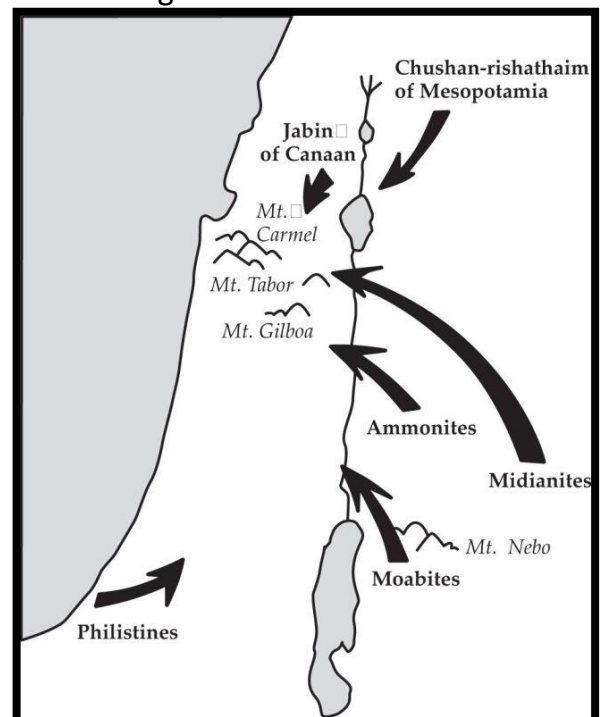 Chushan-rishathaim
of Mesopotamia
Jabin
of Canaan
Mt.
Carmel
Mt. Tabor
Mt. Gilboa
Ammonites
Midianites
Mt. Nebo
Moabites
Philistines